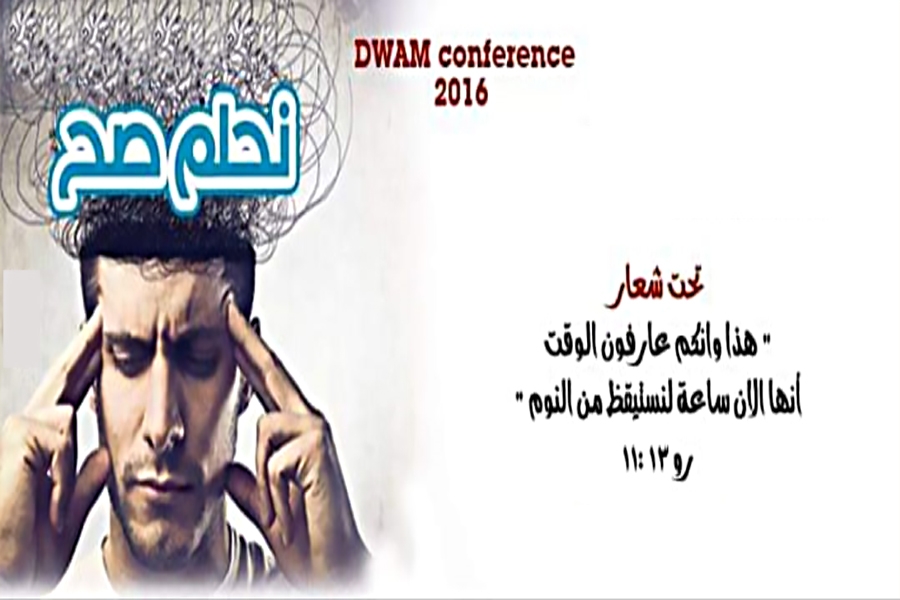 DWAM conference
2016
نحلم صح
تحت شعار
" هذا وانكم عارفون الوقت
أنها الان ساعة لنستيقظ من النوم "
رو ١٣ :١١